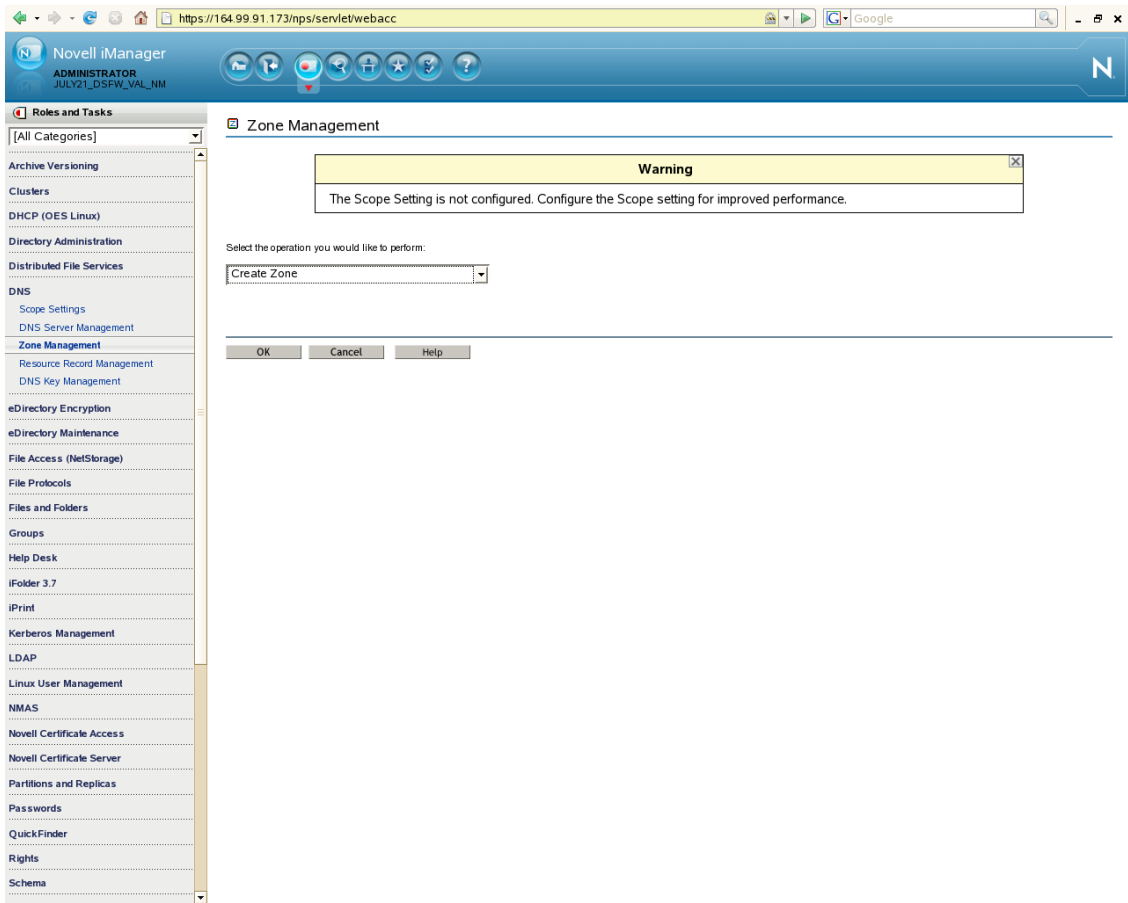 https://164.99.91.173/nps/servlet/webacc
G
Google
N
Novell iManager
ADMINISTRATOR
JULY21_DSFW_VAL_NM
?
N
Roles and Tasks
[All Categories]
Archive Versioning
Clusters
DHCP (OES Linux)
Directory Administration
Distributed File Services
DNS
Scope Settings
DNS Server Management
Zone Management
Resource Record Management
DNS Key Management
eDirectory Encryption
eDirectory Maintenance
File Access (NetStorage)
File Protocols
Files and Folders
Groups
Help Desk
iFolder 3.7
iPrint
Kerberos Management
LDAP
Linux User Management
NMAS
Novell Certificate Access
Novell Certificate Server
Partitions and Replicas
Passwords
QuickFinder
Rights
Schema
Zone Management
Warning
The Scope Setting is not configured. Configure the Scope setting for improved performance.
Select the operation you would like to perform:
Create Zone
OK Cancel Help